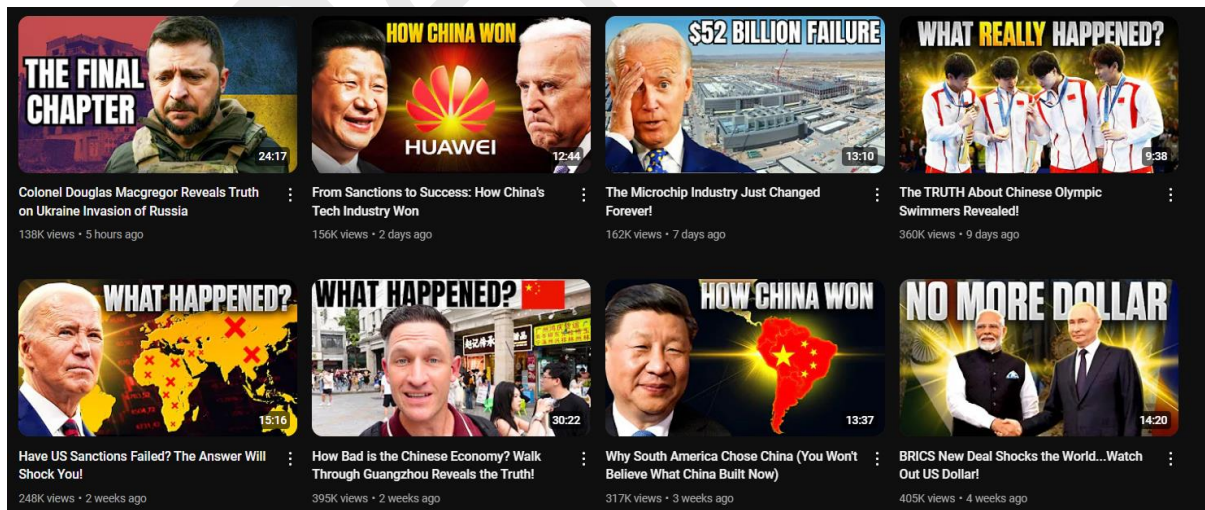 THE FINAL
CHAPTER
24:17
Colonel Douglas Macgregor Reveals Truth
on Ukraine Invasion of Russia
138K views • 5 hours ago
HOW CHINA WON
HUAWEI
12:44
From Sanctions to Success: How China's
Tech Industry Won
156K views • 2 days ago
$52 BILLION FAILURE
13:10
The Microchip Industry Just Changed
Forever!
162K views • 7 days ago
WHAT REALLY HAPPENED?
9:38
The TRUTH About Chinese Olympic
Swimmers Revealed!
360K views • 9 days ago
WHAT HAPPENED?
15:16
Have US Sanctions Failed? The Answer Will
Shock You!
248K views • 2 weeks ago
WHAT HAPPENED?
30:22
How Bad is the Chinese Economy? Walk
Through Guangzhou Reveals the Truth!
395K views • 2 weeks ago
HOW CHINA WON
13:37
Why South America Chose China (You Won't
Believe What China Built Now)
317K views • 3 weeks ago
NO MORE DOLLAR
14:20
BRICS New Deal Shocks the World...Watch
Out US Dollar!
405K views • 4 weeks ago